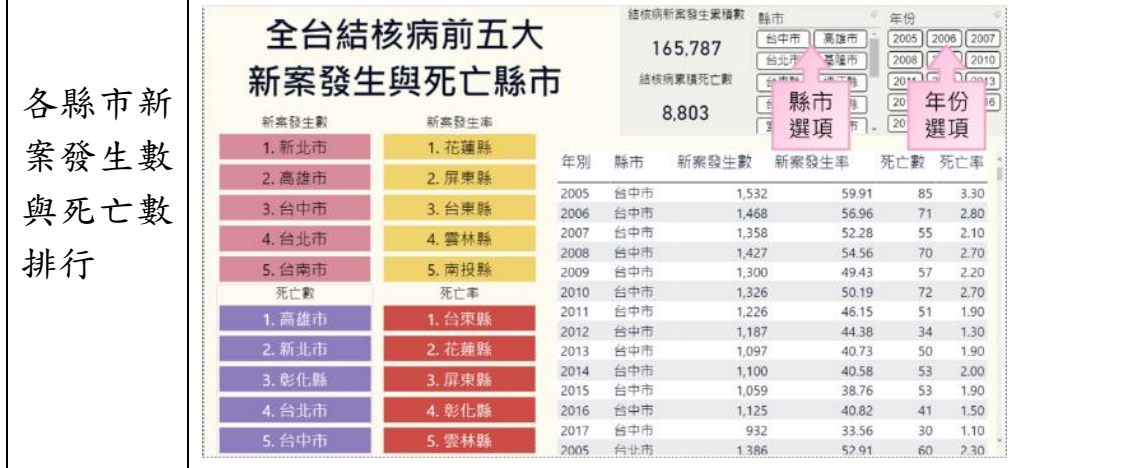 各縣市新
案發生數
與死亡數
排行
全台結核病前五大
新案發生與死亡縣市
結核病新案發生累積數
165,787
結核病累積死亡數
8,803
縣市
台中市 高雄市
台北市 基隆市
縣市
選項
年份
2005 2006 2007
2008 2010
年份
選項
新案發生數 新案發生率
1. 新北市 1. 花蓮縣
2. 高雄市 2. 屏東縣
3. 台中市 3. 台東縣
4. 台北市 4. 雲林縣
5. 台南市 5. 南投縣
死亡數 死亡率
1. 高雄市 1. 台東縣
2. 新北市 2. 花蓮縣
3. 彰化縣 3. 屏東縣
4. 台北市 4. 彰化縣
5. 台中市 5. 雲林縣
年別 縣市 新案發生數 新案發生率 死亡數 死亡率
2005 台中市 1,532 59.91 85 3.30
2006 台中市 1,468 56.96 71 2.80
2007 台中市 1,358 52.28 55 2.10
2008 台中市 1,427 54.56 70 2.70
2009 台中市 1,300 49.43 57 2.20
2010 台中市 1,326 50.19 72 2.70
2011 台中市 1,226 46.15 51 1.90
2012 台中市 1,187 44.38 34 1.30
2013 台中市 1,097 40.73 50 1.90
2014 台中市 1,100 40.58 53 2.00
2015 台中市 1,059 38.76 53 1.90
2016 台中市 1,125 40.82 41 1.50
2017 台中市 932 33.56 30 1.10
2005 台北市 1,386 52.91 60 2.30